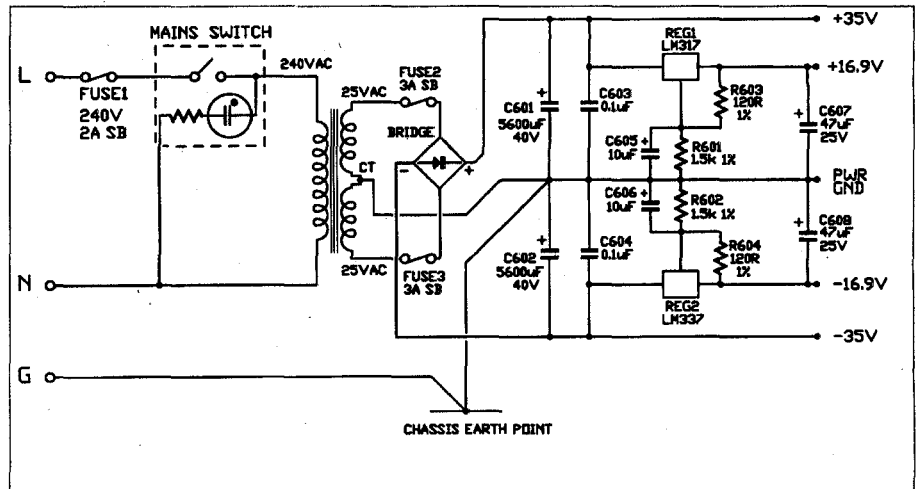 MAINS SWITCH
L
FUSE1
240V
2A SB
240VAC
25VAC
FUSE2
3A SB
BRIDGE
-
+
CT
25VAC
FUSE3
3A SB
N
G
CHASSIS EARTH POINT
+
C601
5600uF
40V
+
C602
5600uF
40V
C603
0.1uF
C604
0.1uF
REG1
LM317
C605
+
10uF
R601
1.5k 1%
C606
+
10uF
R602
1.5k 1%
R603
120R
1%
R604
120R
1%
REG2
LM337
+
C607
47uF
25V
+
C608
47uF
25V
+35V
+16.9V
PWR
GND
-16.9V
-35V